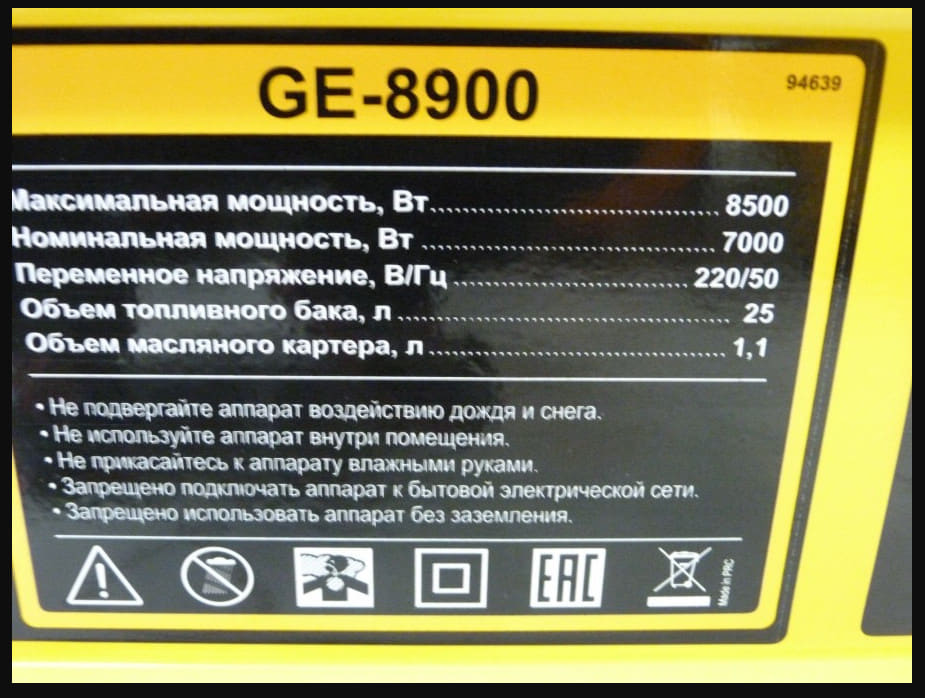 GE-8900
94639
Максимальная мощность, Вт 8500
Номинальная мощность, Вт 7000
Переменное напряжение, В/Гц 220/50
Объем топливного бака, л 25
Объем масляного картера, л 1,1
• Не подвергайте аппарат воздействию дождя и снега.
• Не используйте аппарат внутри помещения.
• Не прикасайтесь к аппарату влажными руками.
• Запрещено подключать аппарат к бытовой электрической сети.
• Запрещено использовать аппарат без заземления.
EAC
Made in PRC